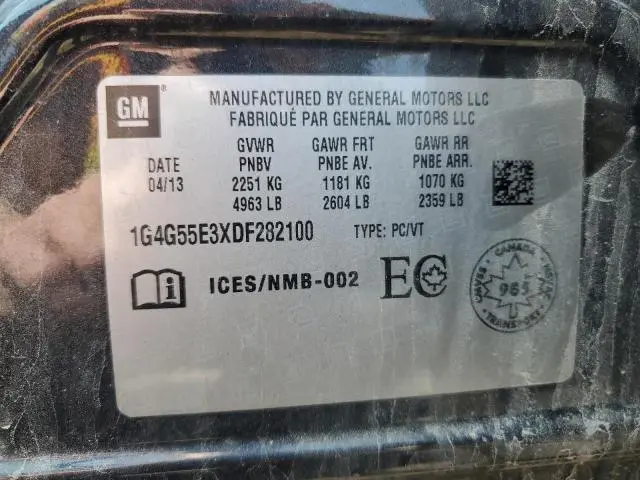 GM
MANUFACTURED BY GENERAL MOTORS LLC
FABRIQUÉ PAR GENERAL MOTORS LLC
GVWR GAWR FRT GAWR RR
DATE PNBV PNBE AV. PNBE ARR.
04/13 2251 KG 1181 KG 1070 KG
4963 LB 2604 LB 2359 LB
1G4G55E3XDF282100 TYPE: PC/VT
ICES/NMB-002 EC
CANADA
TRANSPORT